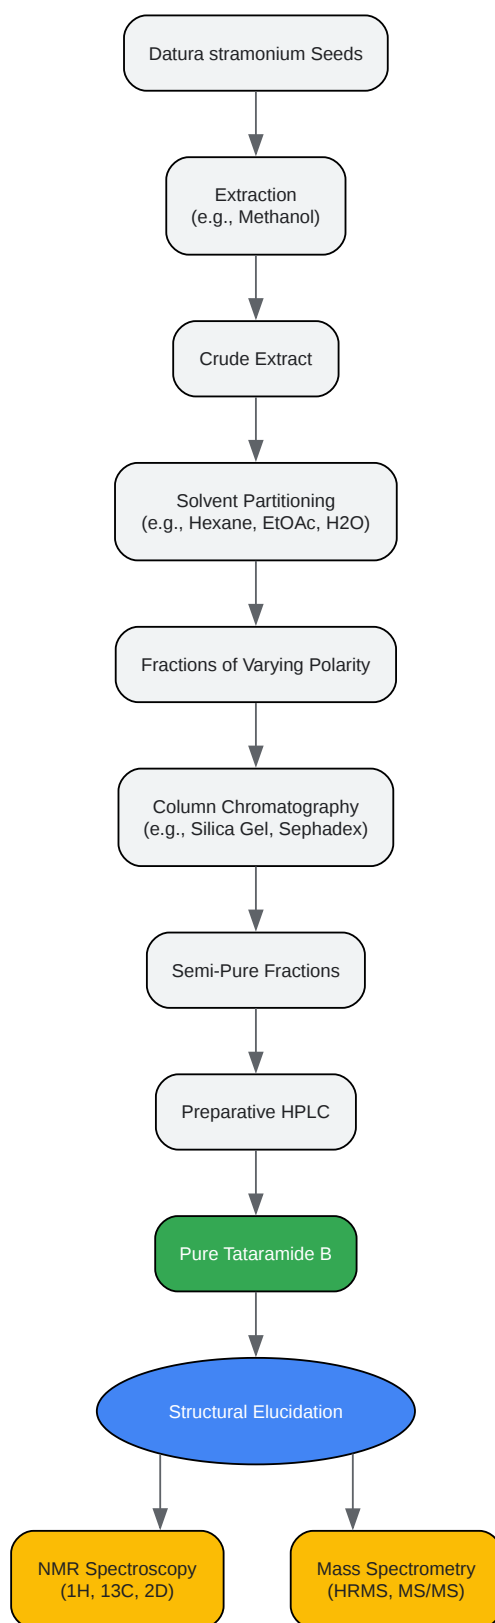 Datura stramonium Seeds
Extraction
(e.g., Methanol)
Crude Extract
Solvent Partitioning
(e.g., Hexane, EtOAc, H2O)
Fractions of Varying Polarity
Column Chromatography
(e.g., Silica Gel, Sephadex)
Semi-Pure Fractions
Preparative HPLC
Pure Tataramide B
Structural Elucidation
NMR Spectroscopy
(1H, 13C, 2D)
Mass Spectrometry
(HRMS, MS/MS)